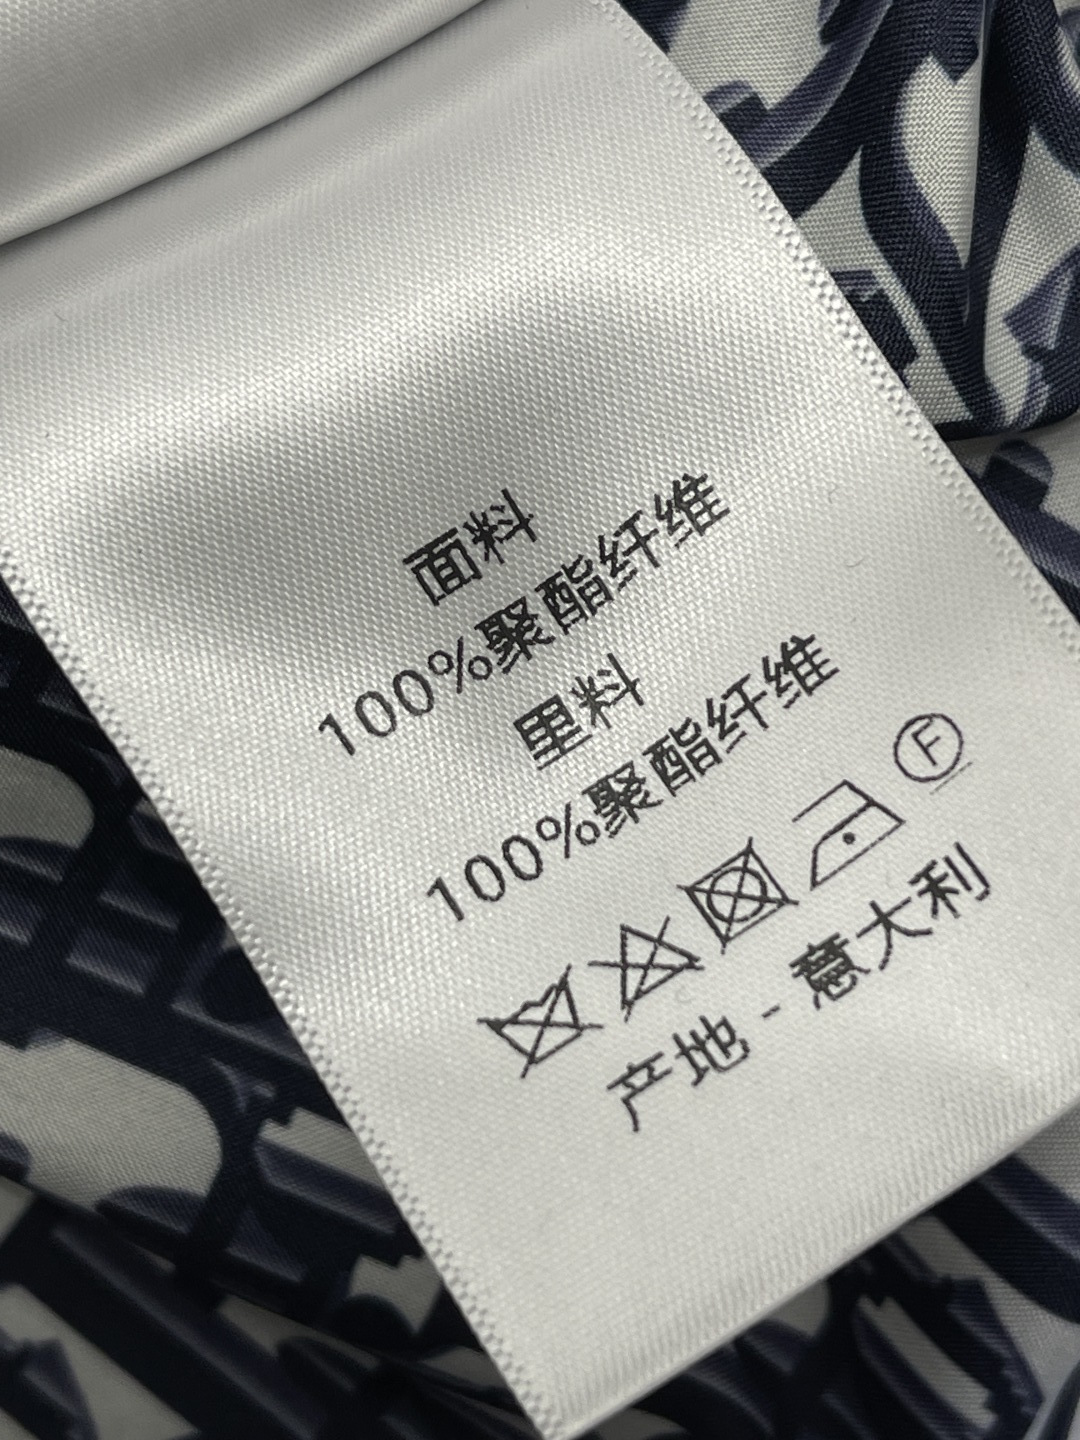 面料
100%聚酯纤维
里料
100%聚酯纤维
F
产地 - 意大利